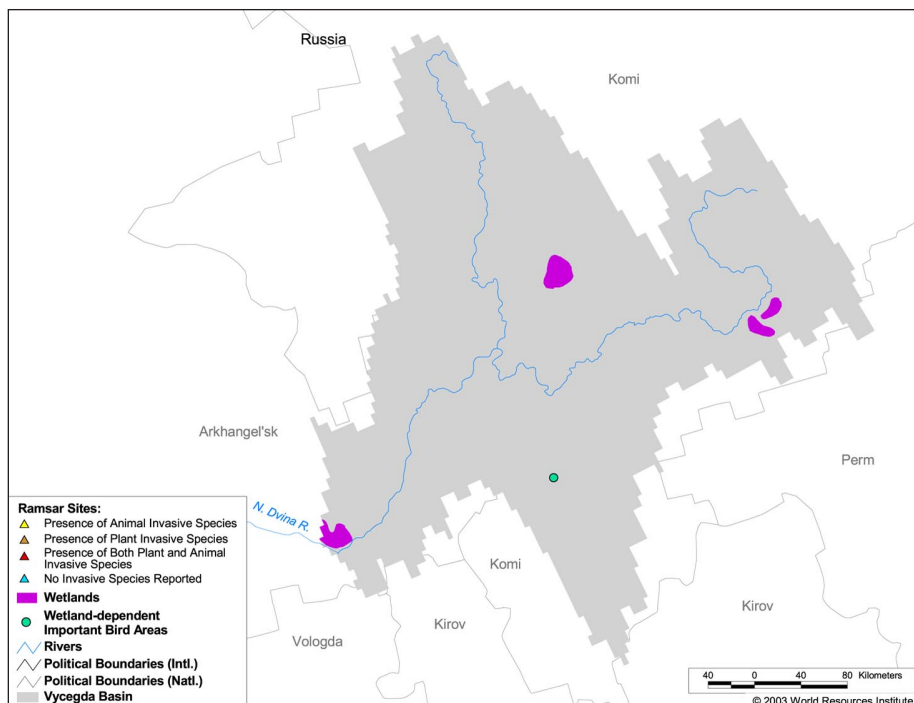 Russia
Komi
Arkhangel'sk
Perm
N. Dvina R.
Komi
Kirov
Vologda
Kirov
Ramsar Sites:
Presence of Animal Invasive Species
Presence of Plant Invasive Species
Presence of Both Plant and Animal
Invasive Species
No Invasive Species Reported
Wetlands
Wetland-dependent
Important Bird Areas
Rivers
Political Boundaries (Intl.)
Political Boundaries (Natl.)
Vycegda Basin
40 0 40 80 Kilometers
© 2003 World Resources Institute